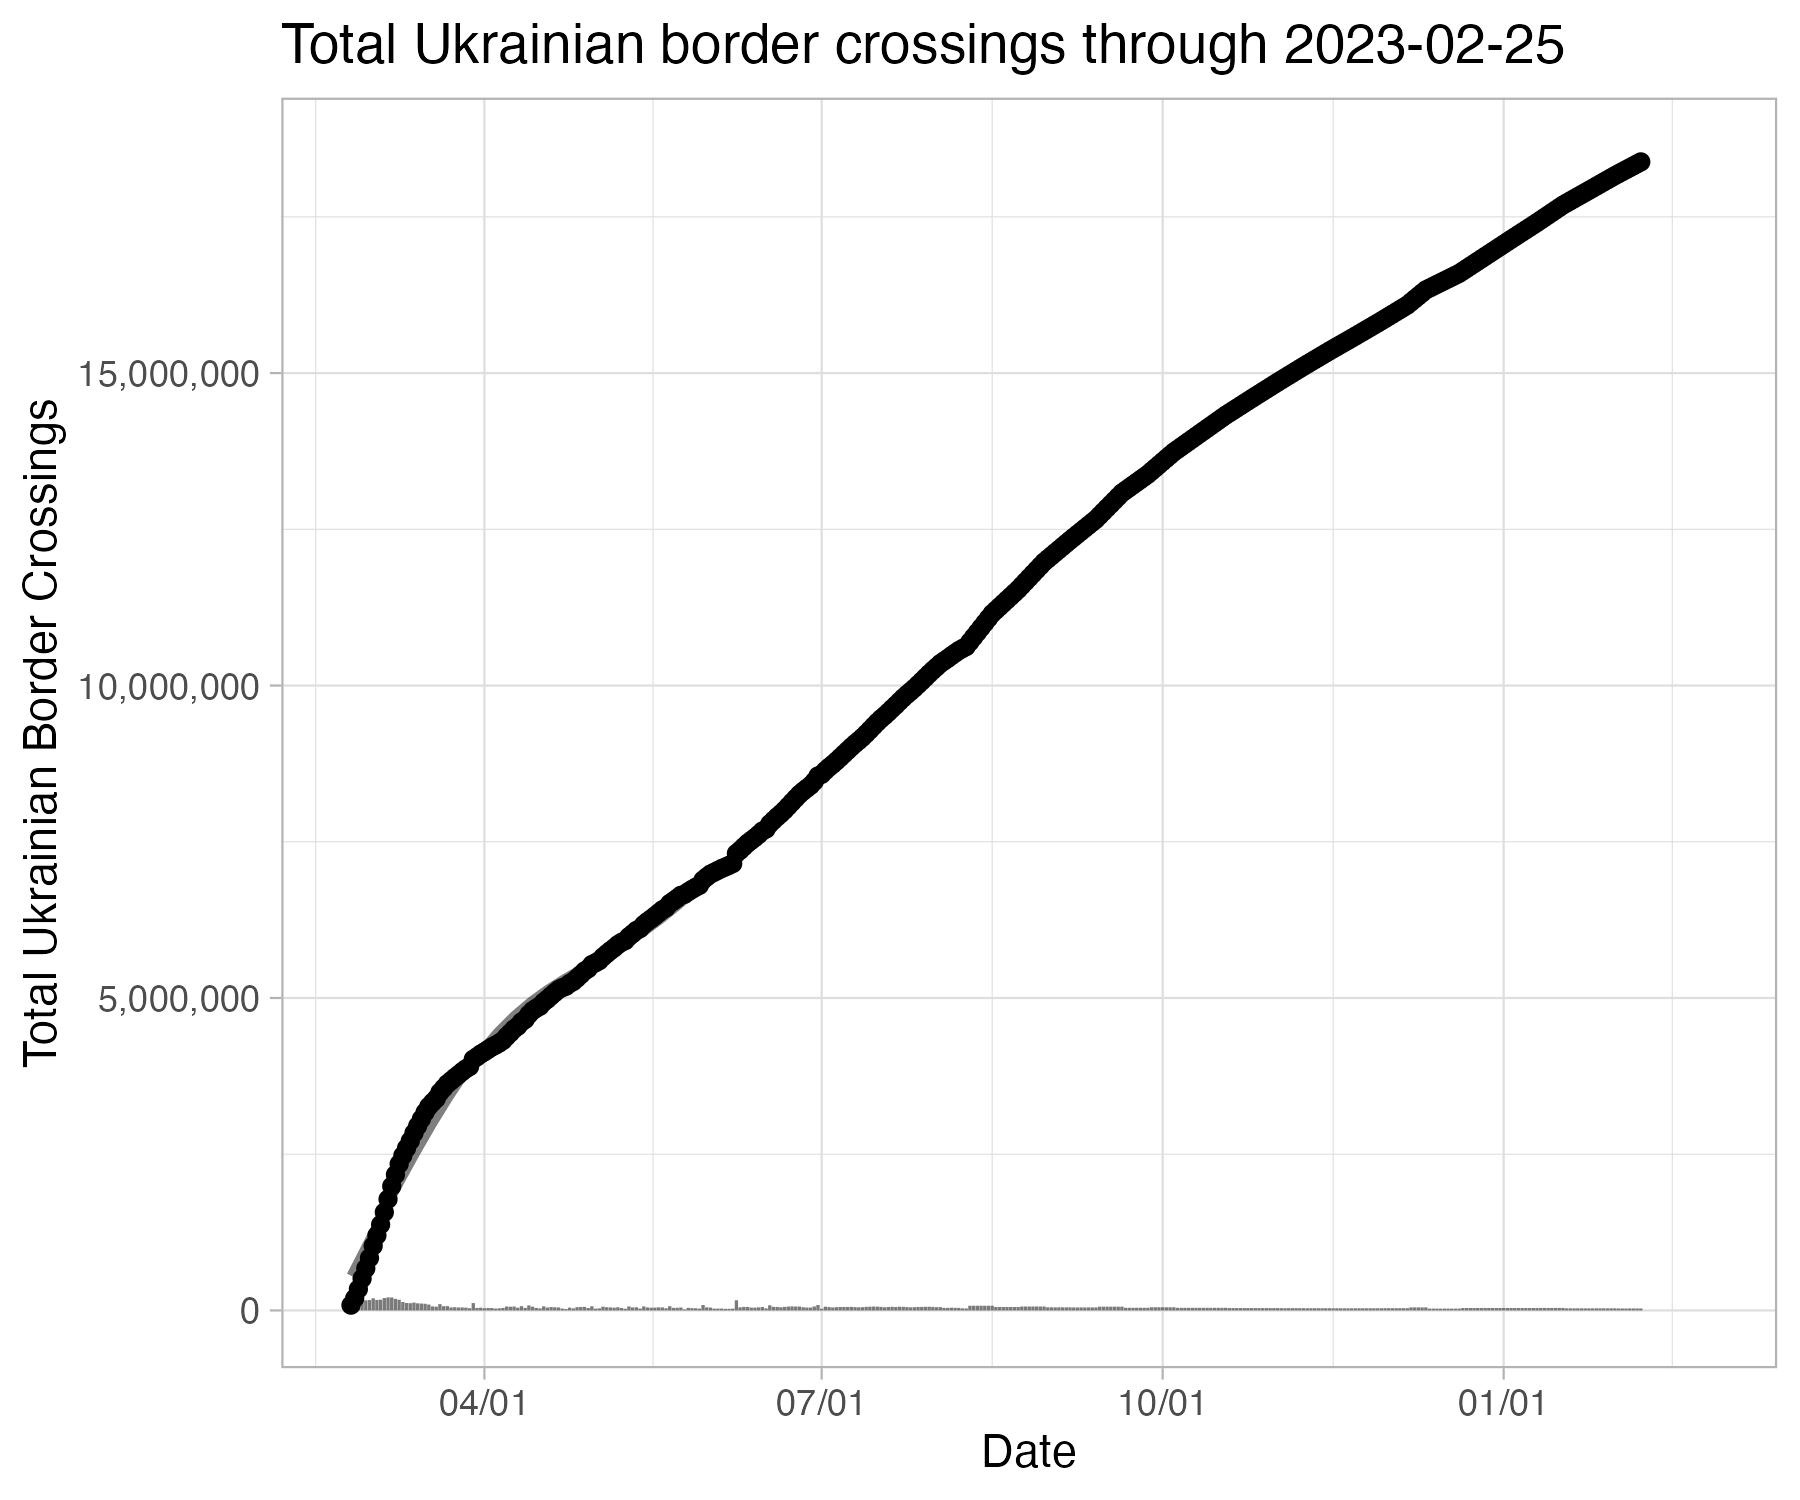 Total Ukrainian border crossings through 2023-02-25
Total Ukrainian Border Crossings
15,000,000
10,000,000
5,000,000
0
04/01
07/01
10/01
01/01
Date